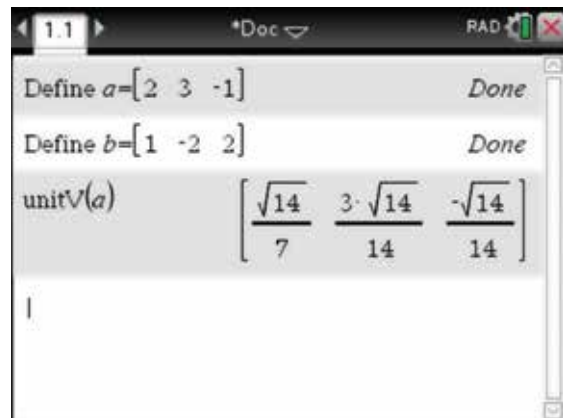 1.1 *Doc RAD
Define a=[2 3 -1] Done
Define b=[1 -2 2] Done
unitV(a) [√14/7 3·√14/14 -√14/14]